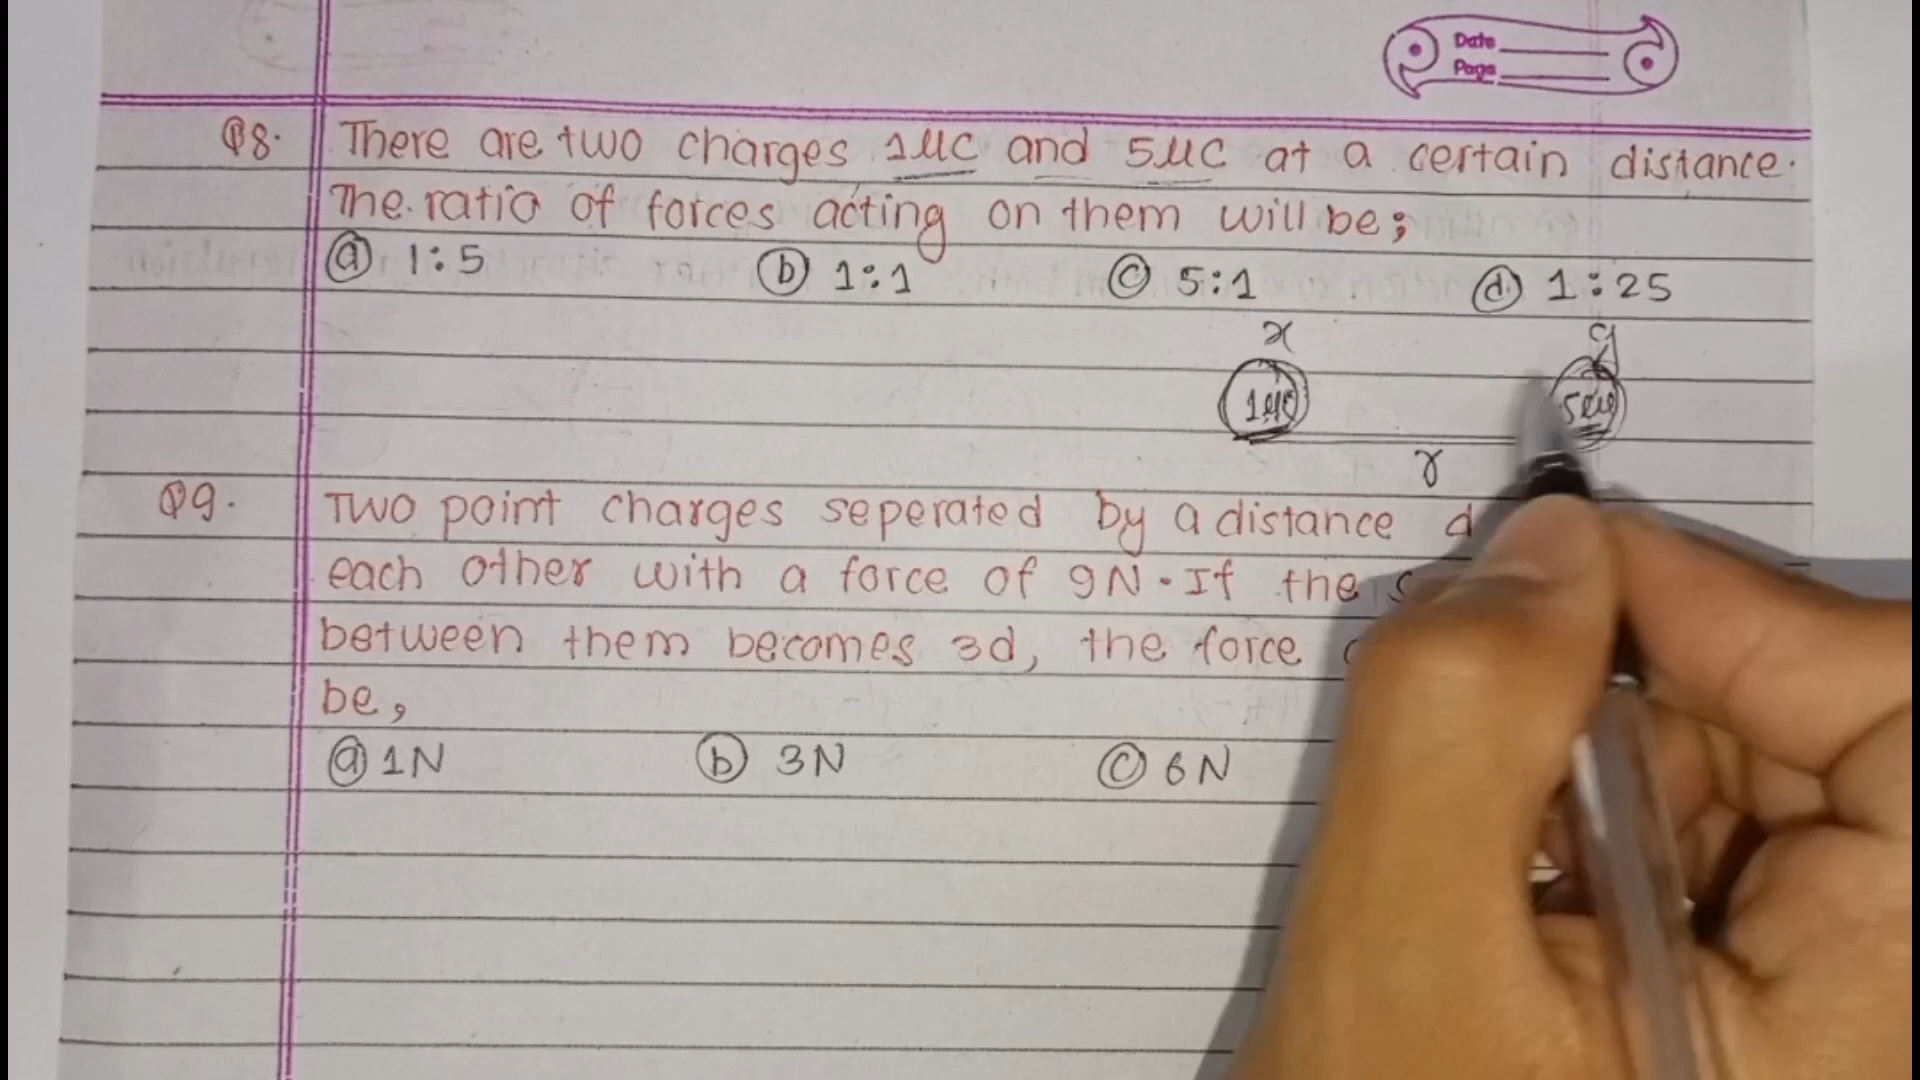 Date
Page
Q8. There are two charges 1μC and 5μC at a certain distance.
The ratio of forces acting on them will be;
(a) 1:5 (b) 1:1 (c) 5:1 (d) 1:25
x y
1μC 5μC
r
Q9. Two point charges seperated by a distance d
each other with a force of 9N. If the
between them becomes 3d, the force
be,
(a) 1N (b) 3N (c) 6N